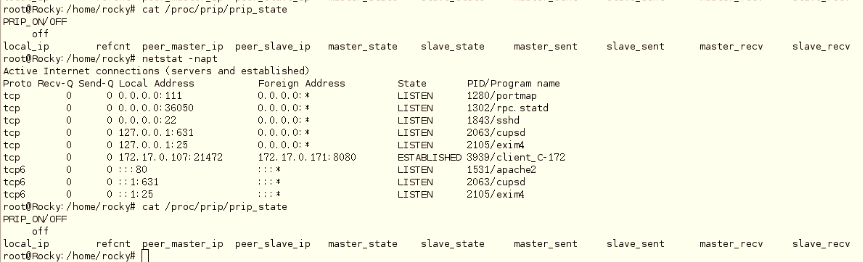 root@Rocky:/home/rocky# cat /proc/prip/prip_state
PRIP_ON/OFF
off
local_ip refcnt peer_master_ip peer_slave_ip master_state slave_state master_sent slave_sent master_recv slave_recv
root@Rocky:/home/rocky# netstat -napt
Active Internet connections (servers and established)
Proto Recv-Q Send-Q Local Address Foreign Address State PID/Program name
tcp 0 0 0.0.0.0:111 0.0.0.0:* LISTEN 1280/portmap
tcp 0 0 0.0.0.0:36050 0.0.0.0:* LISTEN 1302/rpc.statd
tcp 0 0 0.0.0.0:22 0.0.0.0:* LISTEN 1843/sshd
tcp 0 0 127.0.0.1:631 0.0.0.0:* LISTEN 2063/cupsd
tcp 0 0 127.0.0.1:25 0.0.0.0:* LISTEN 2105/exim4
tcp 0 0 172.17.0.107:21472 172.17.0.171:8080 ESTABLISHED 3939/client_C-172
tcp6 0 0 :::80 :::* LISTEN 1531/apache2
tcp6 0 0 ::1:631 :::* LISTEN 2063/cupsd
tcp6 0 0 ::1:25 :::* LISTEN 2105/exim4
root@Rocky:/home/rocky# cat /proc/prip/prip_state
PRIP_ON/OFF
off
local_ip refcnt peer_master_ip peer_slave_ip master_state slave_state master_sent slave_sent master_recv slave_recv
root@Rocky:/home/rocky#